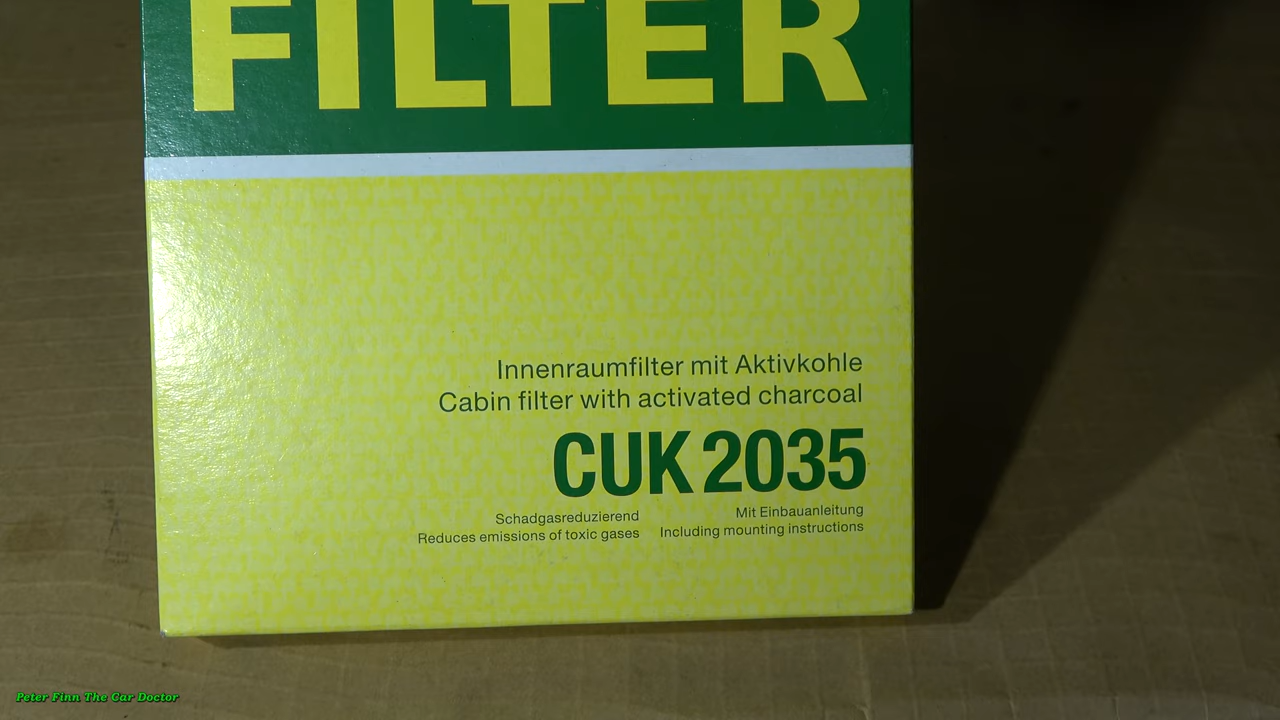 FILTER
Innenraumfilter mit Aktivkohle
Cabin filter with activated charcoal
CUK 2035
Schadgasreduzierend
Reduces emissions of toxic gases
Mit Einbauanleitung
Including mounting instructions
Peter Finn The Car Doctor